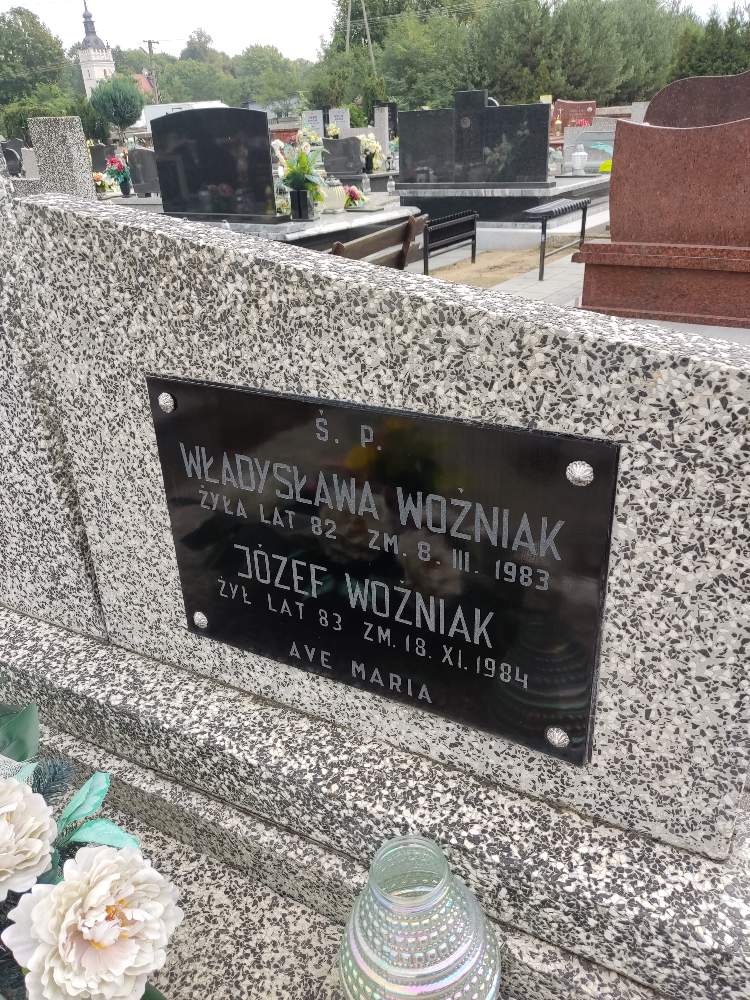 Ś. P.
WŁADYSŁAWA WOŹNIAK
ŻYŁA LAT 82 ZM. 8. III. 1983
JÓZEF WOŹNIAK
ŻYŁ LAT 83 ZM. 18. XI. 1984
AVE MARIA